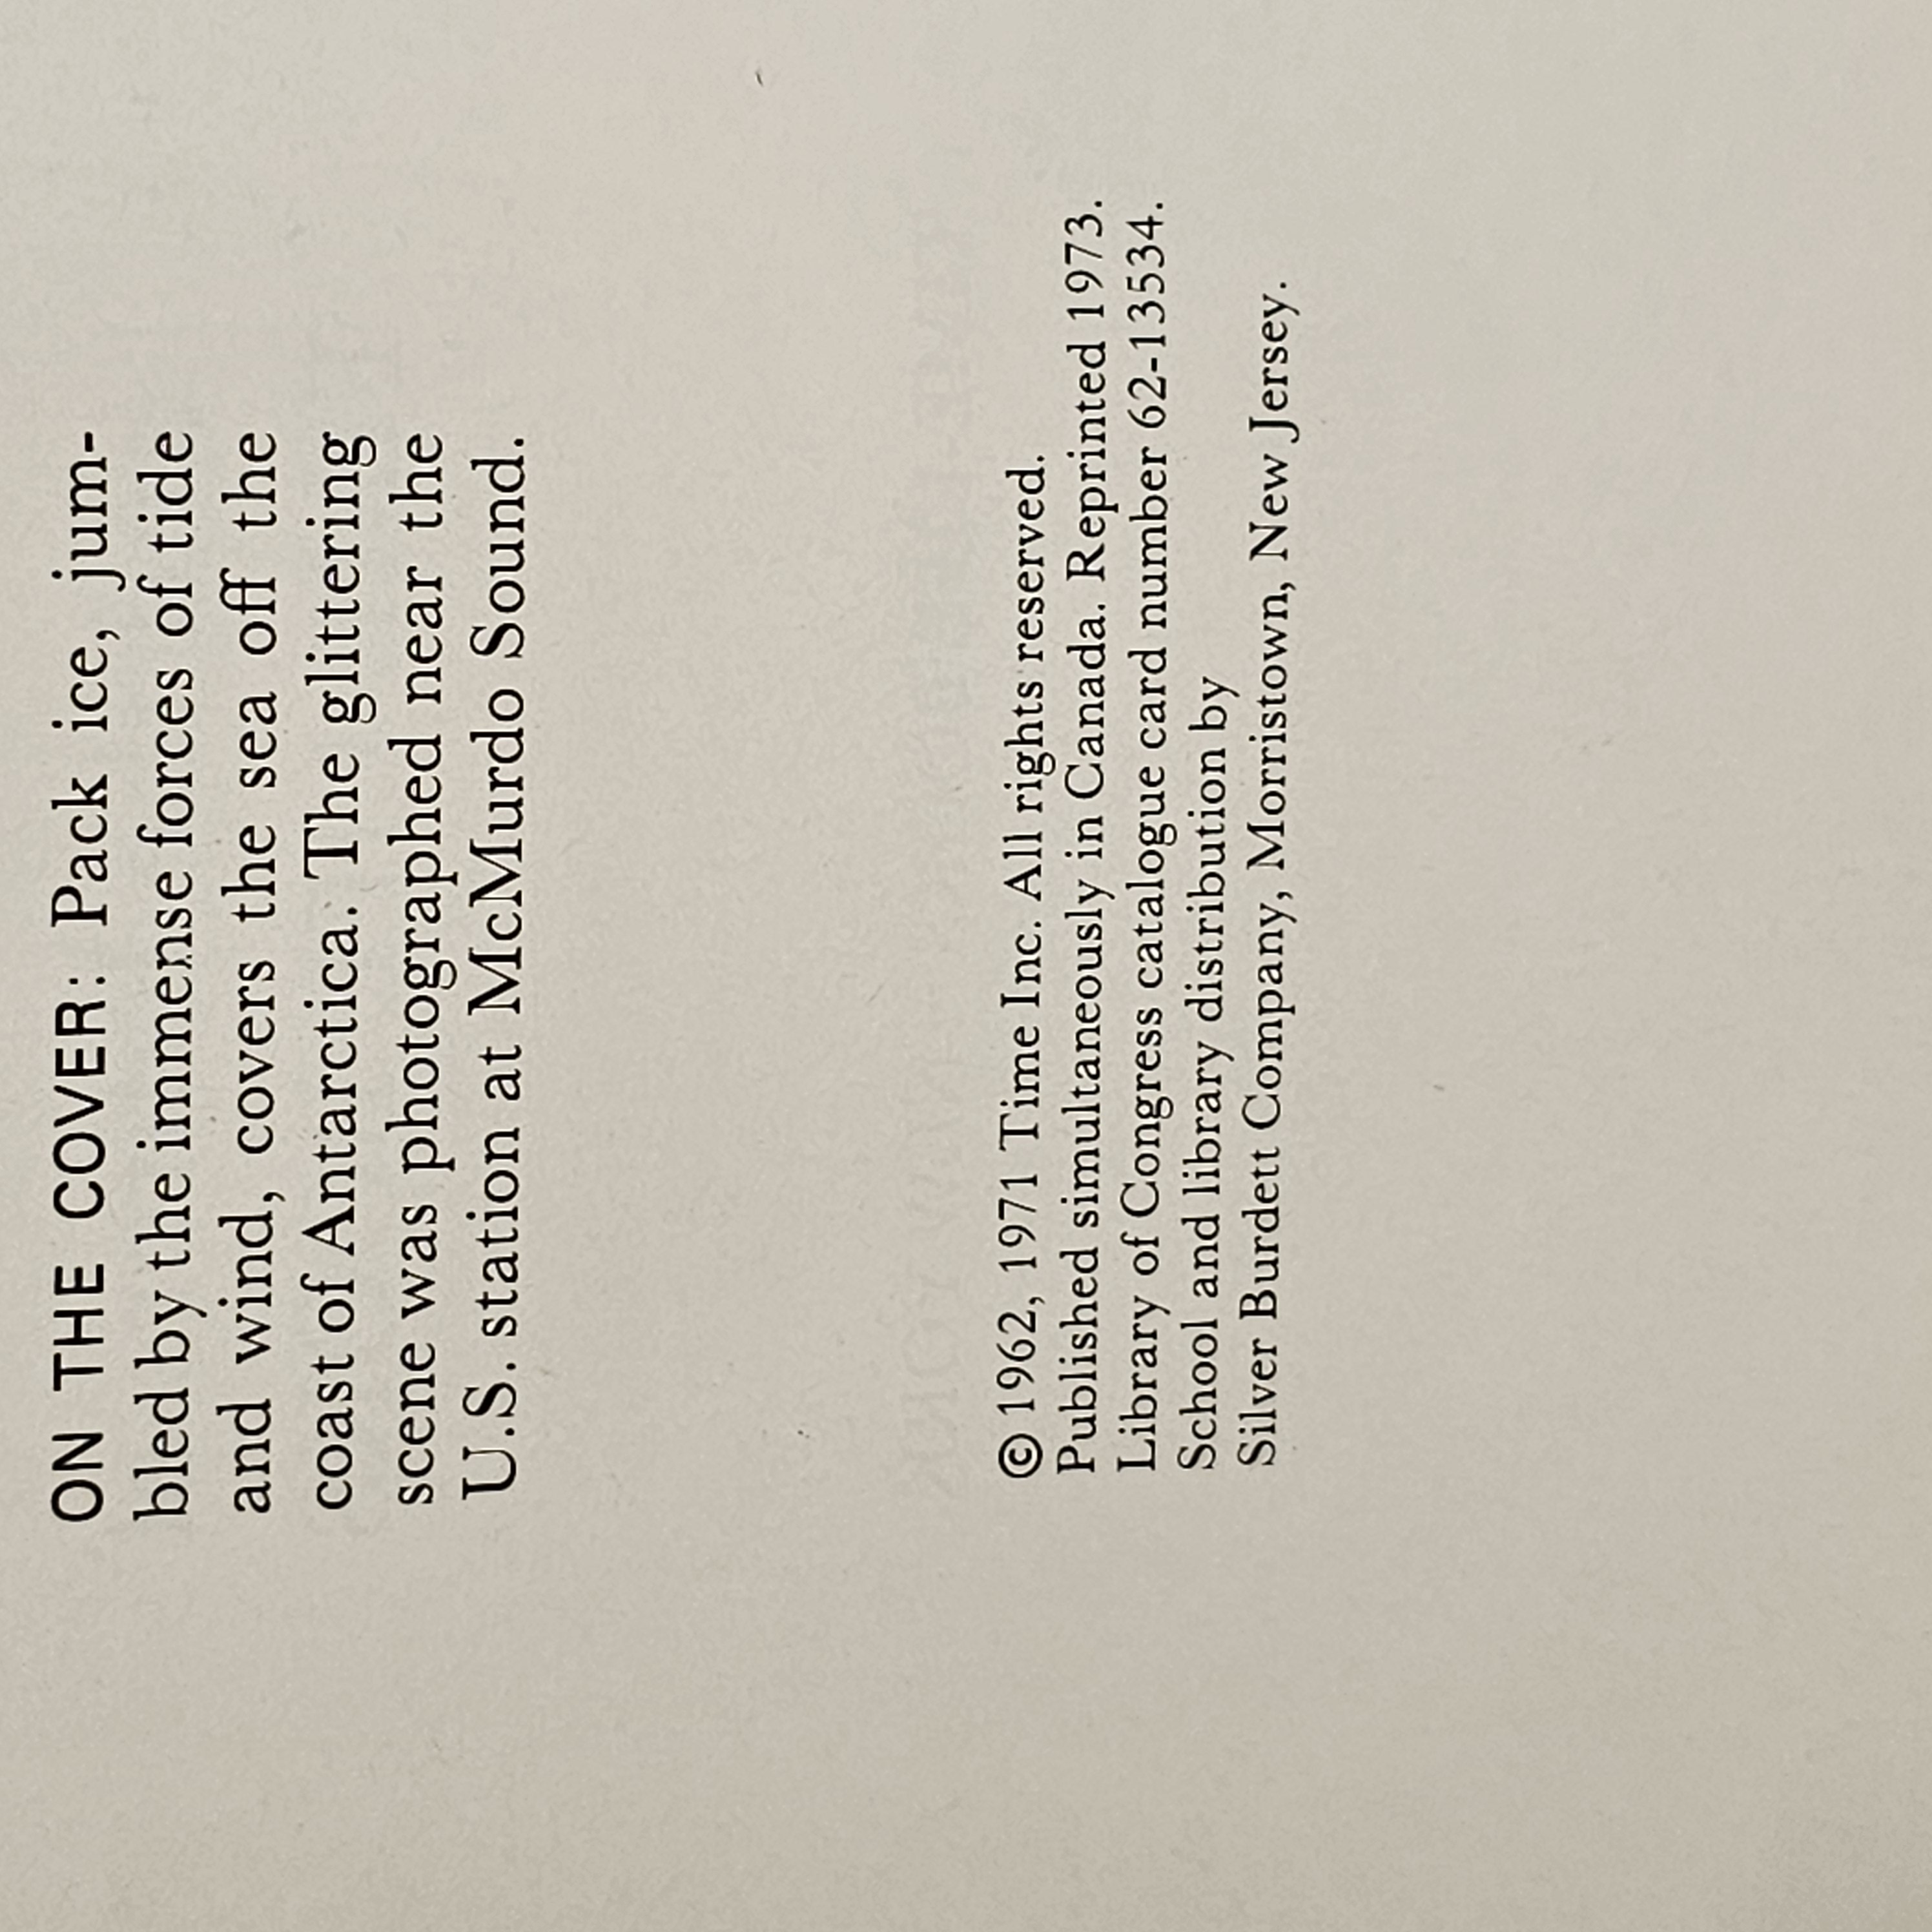 ON THE COVER: Pack ice, jum-
bled by the immense forces of tide
and wind, covers the sea off the
coast of Antarctica. The glittering
scene was photographed near the
U.S. station at McMurdo Sound.
© 1962, 1971 Time Inc. All rights reserved.
Published simultaneously in Canada. Reprinted 1973.
Library of Congress catalogue card number 62-13534.
School and library distribution by
Silver Burdett Company, Morristown, New Jersey.